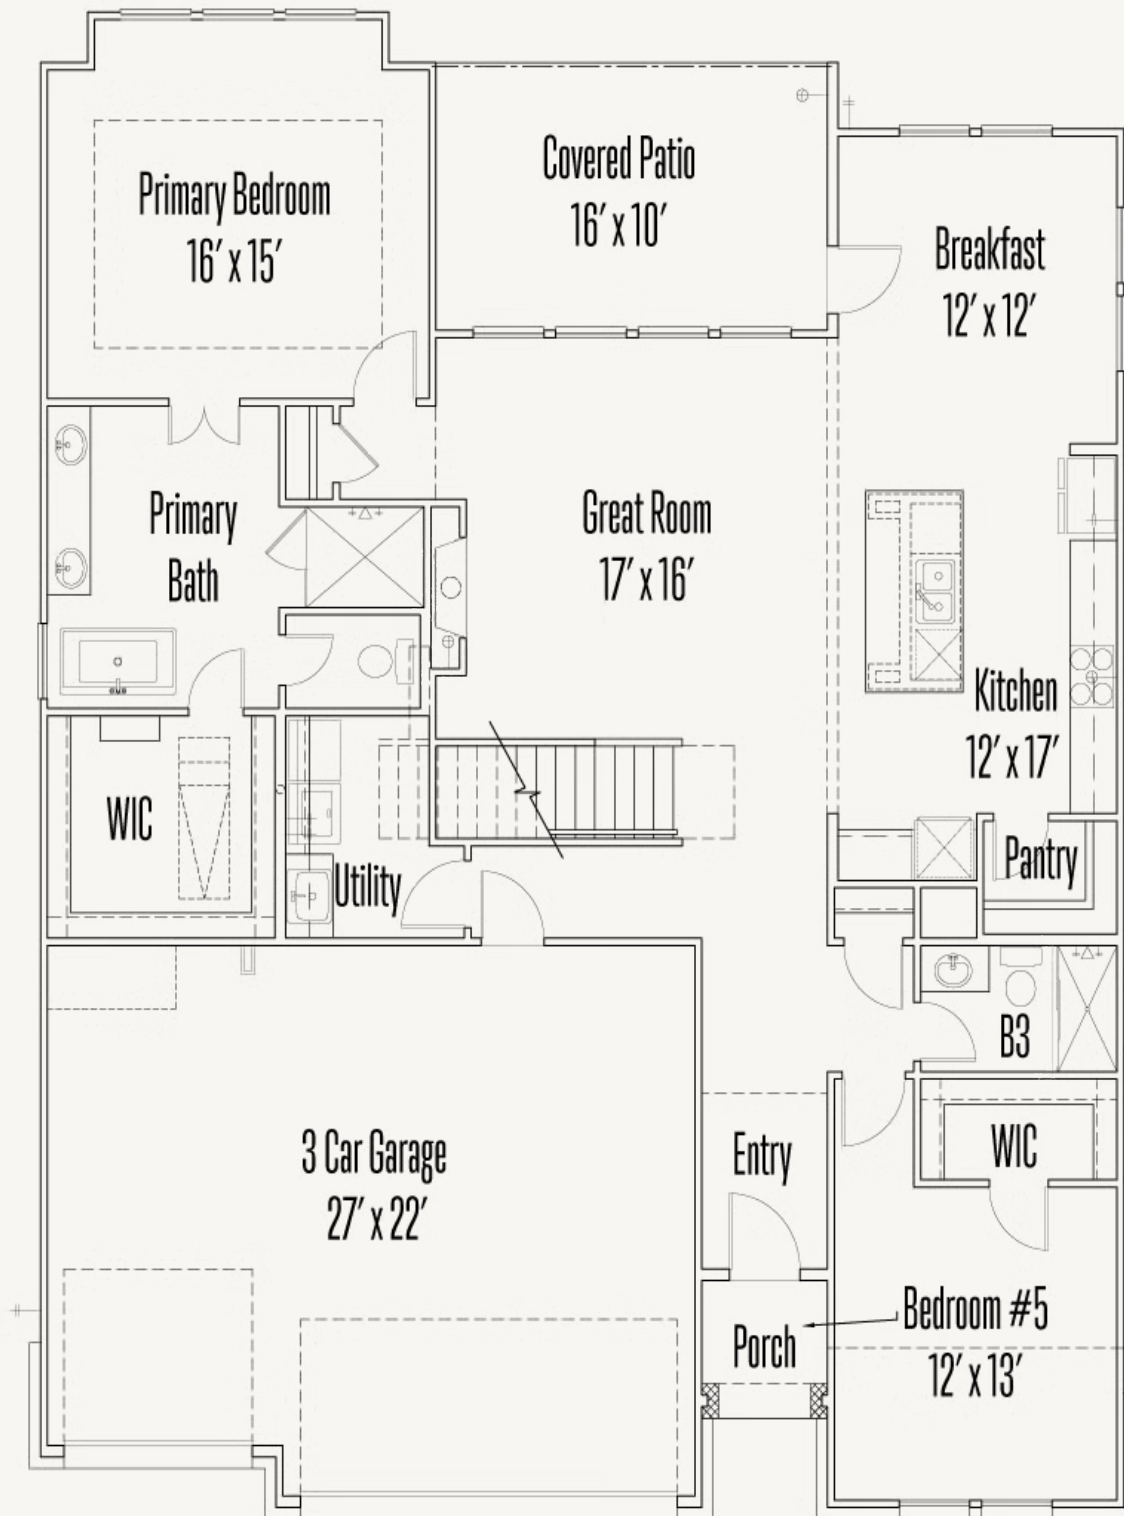 Primary Bedroom
16′ x 15′
Covered Patio
16′ x 10′
Breakfast
12′ x 12′
Primary
Bath
Great Room
17′ x 16′
Kitchen
12′ x 17′
WIC
Utility
Pantry
B3
3 Car Garage
27′ x 22′
Entry
WIC
Porch
Bedroom #5
12′ x 13′